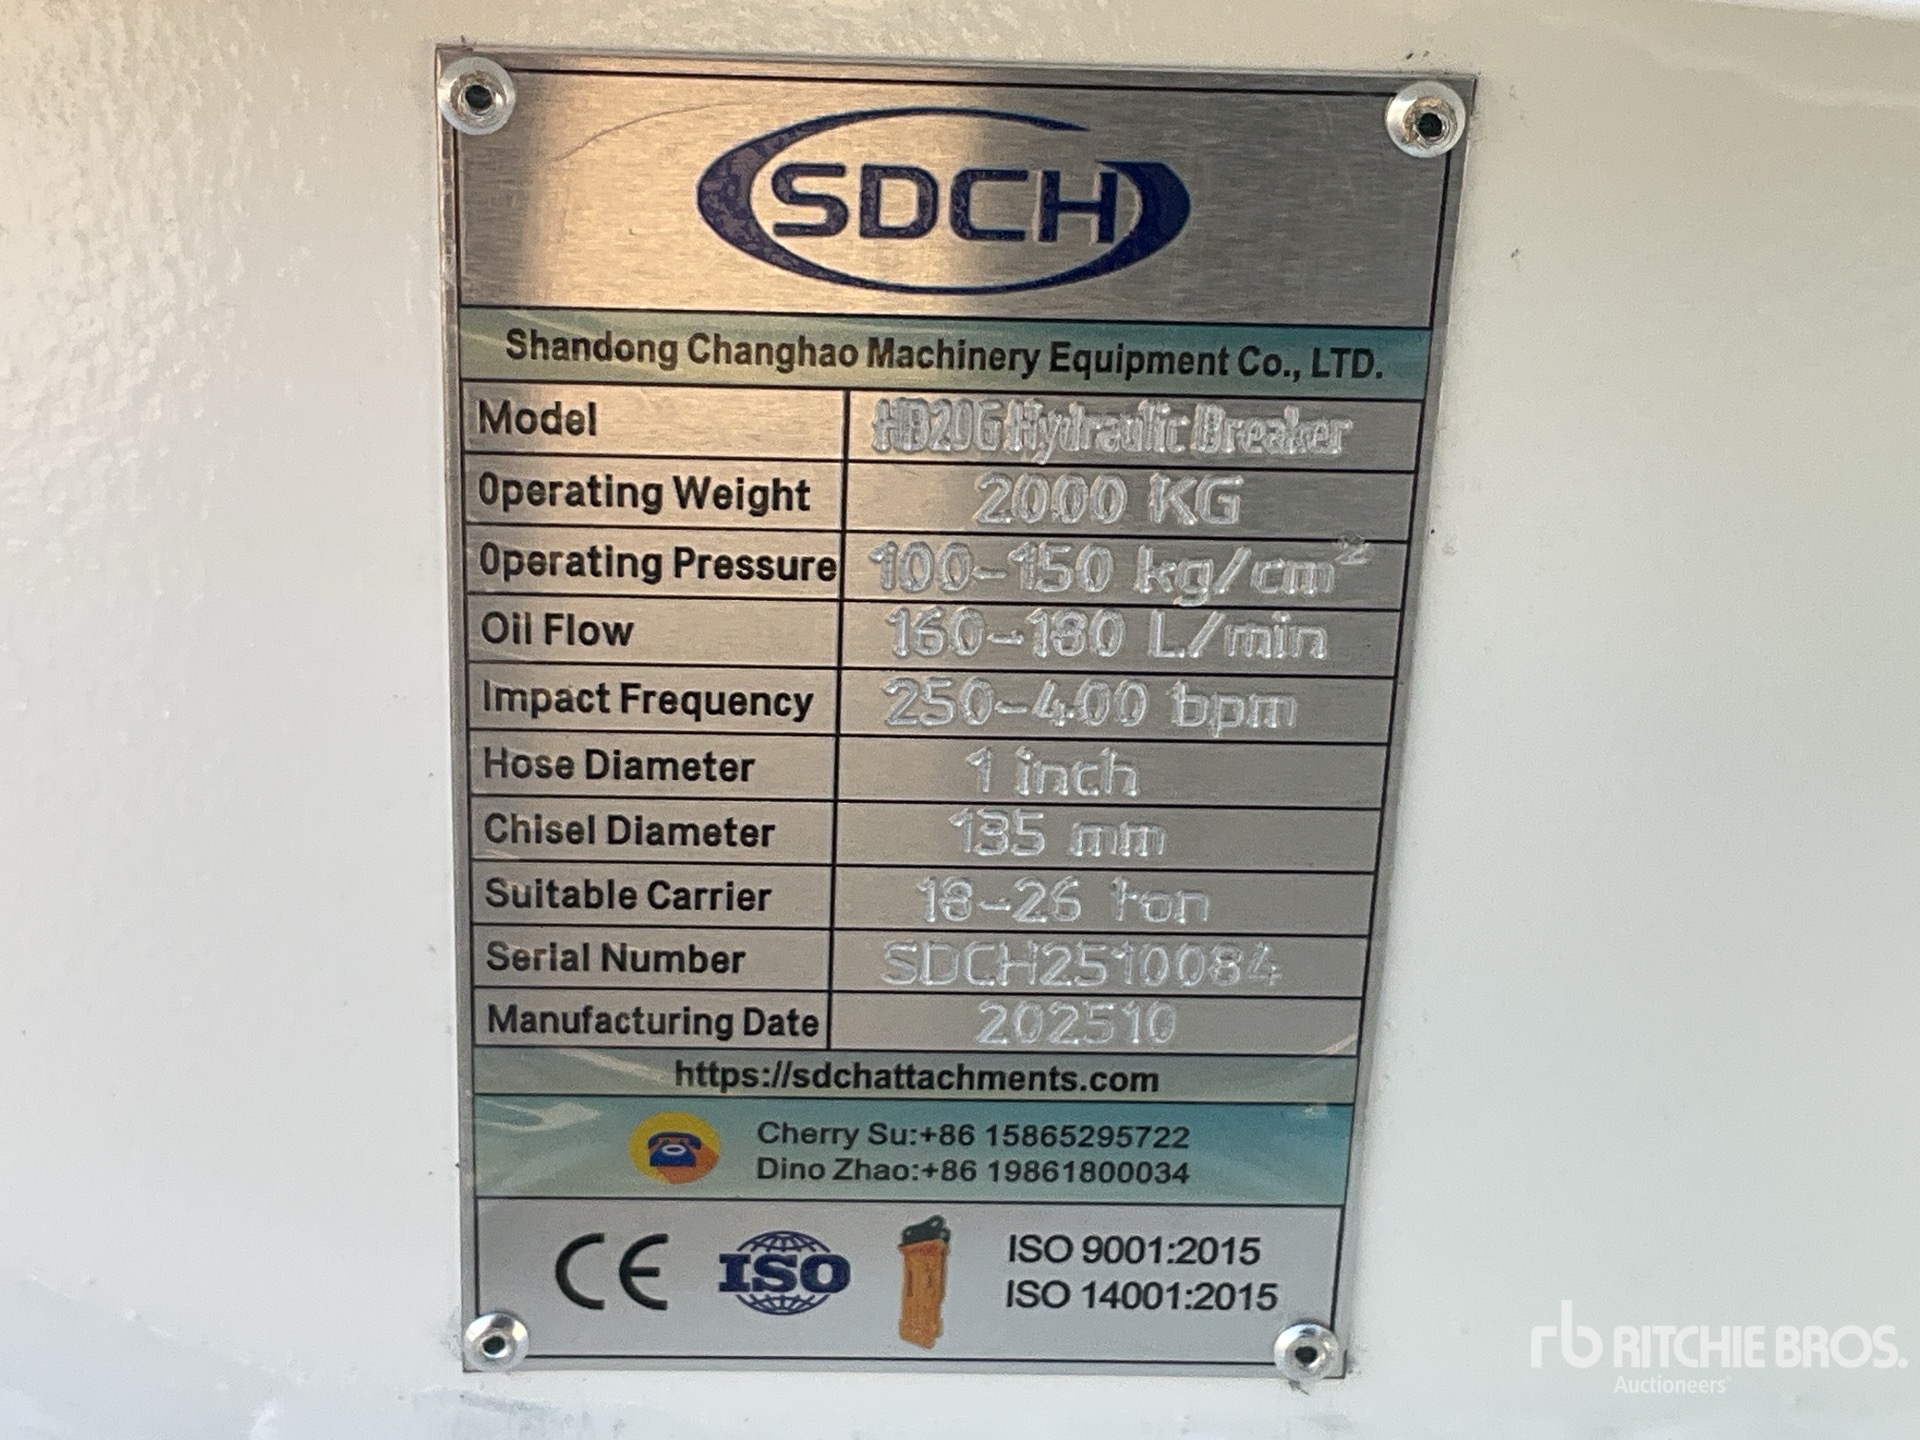 SDCH
Shandong Changhao Machinery Equipment Co., LTD.
Model HB20G Hydraulic Breaker
Operating Weight 2000 KG
Operating Pressure 100-150 kg/cm²
Oil Flow 160-180 L/min
Impact Frequency 250-400 bpm
Hose Diameter 1 inch
Chisel Diameter 135 mm
Suitable Carrier 18-26 ton
Serial Number SDCH2510084
Manufacturing Date 202510
https://sdchattachments.com
Cherry Su:+86 15865295722
Dino Zhao:+86 19861800034
CE ISO
ISO 9001:2015
ISO 14001:2015
rb RITCHIE BROS.
Auctioneers